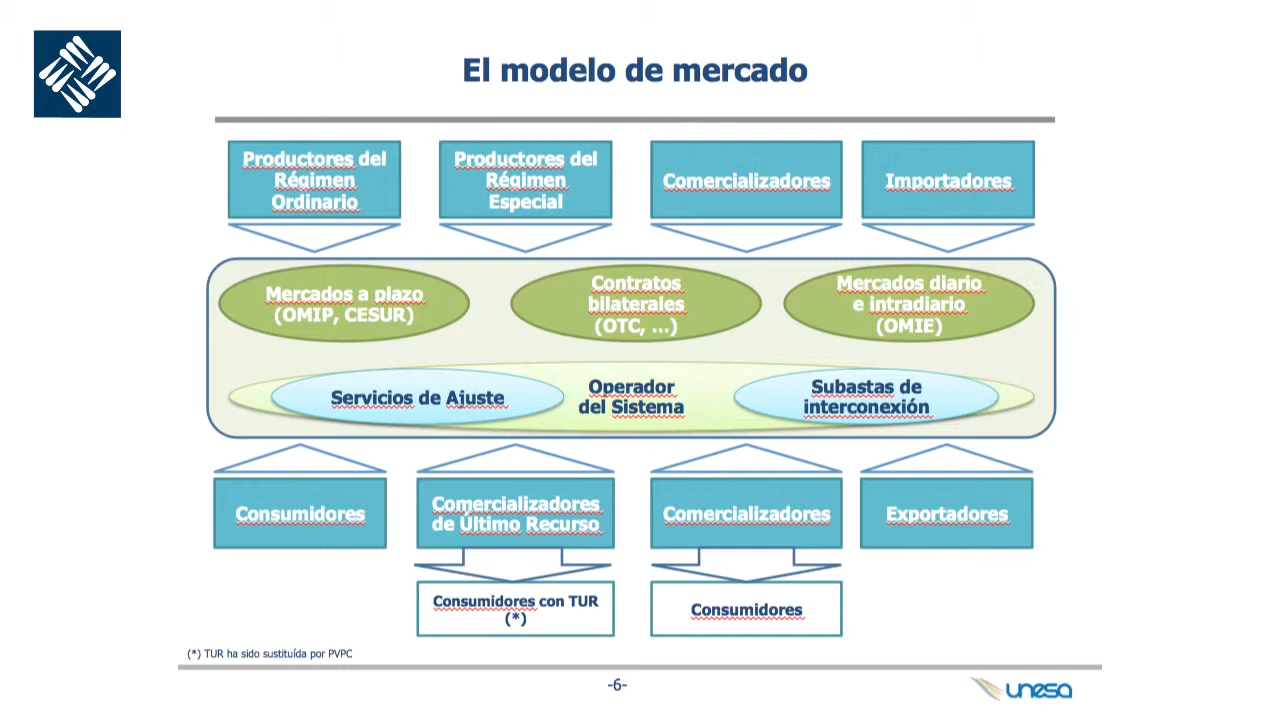 El modelo de mercado
Productores del
Régimen
Ordinario
Productores del
Régimen
Especial
Comercializadores
Importadores
Mercados a plazo
(OMIP, CESUR)
Contratos
bilaterales
(OTC, ...)
Mercados diario
e intradiario
(OMIE)
Servicios de Ajuste
Operador
del Sistema
Subastas de
interconexión
Consumidores
Comercializadores
de Último Recurso
Comercializadores
Exportadores
Consumidores con TUR
(*)
Consumidores
(*) TUR ha sido sustituída por PVPC
-6-
unesa